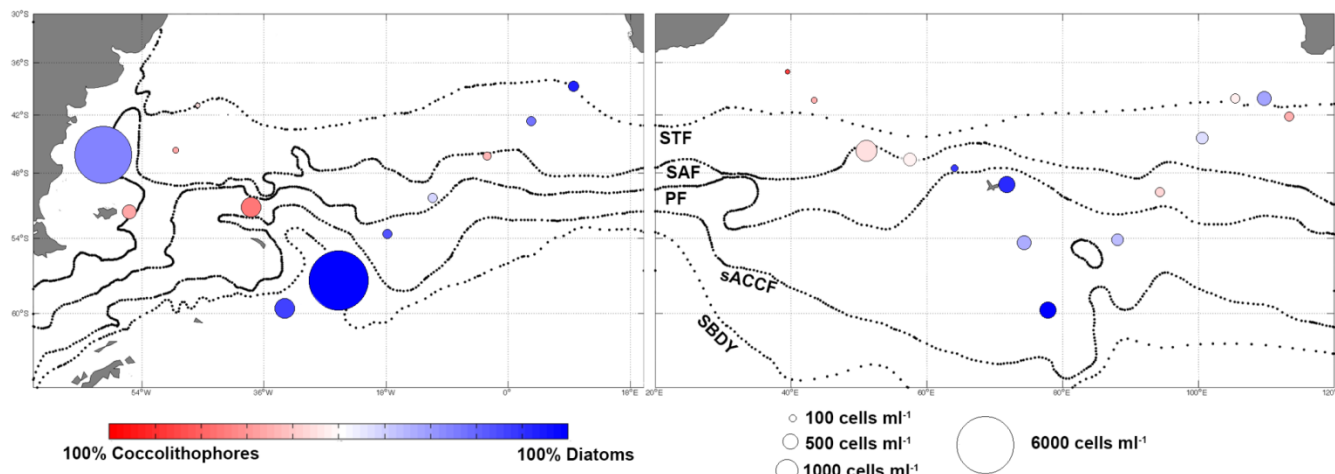 30°S
36°S
42°S
48°S
54°S
60°S
STF
SAF
PF
sACCF
SBDY
54°W
36°W
18°W
0°
18°E
20°E
40°E
60°E
80°E
100°E
120°E
100% Coccolithophores
100% Diatoms
100 cells ml⁻¹
500 cells ml⁻¹
1000 cells ml⁻¹
6000 cells ml⁻¹